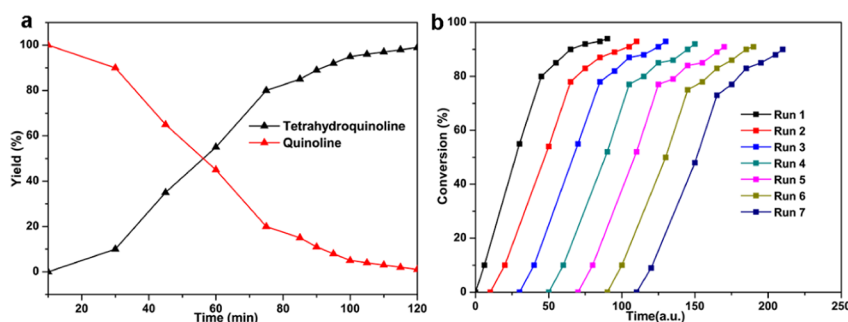 a
100
80
60
40
20
0
Yield (%)
Tetrahydroquinoline
Quinoline
20 40 60 80 100 120
Time (min)
b
100
80
60
40
20
0
Conversion (%)
Run 1
Run 2
Run 3
Run 4
Run 5
Run 6
Run 7
0 50 100 150 200 250
Time(a.u.)